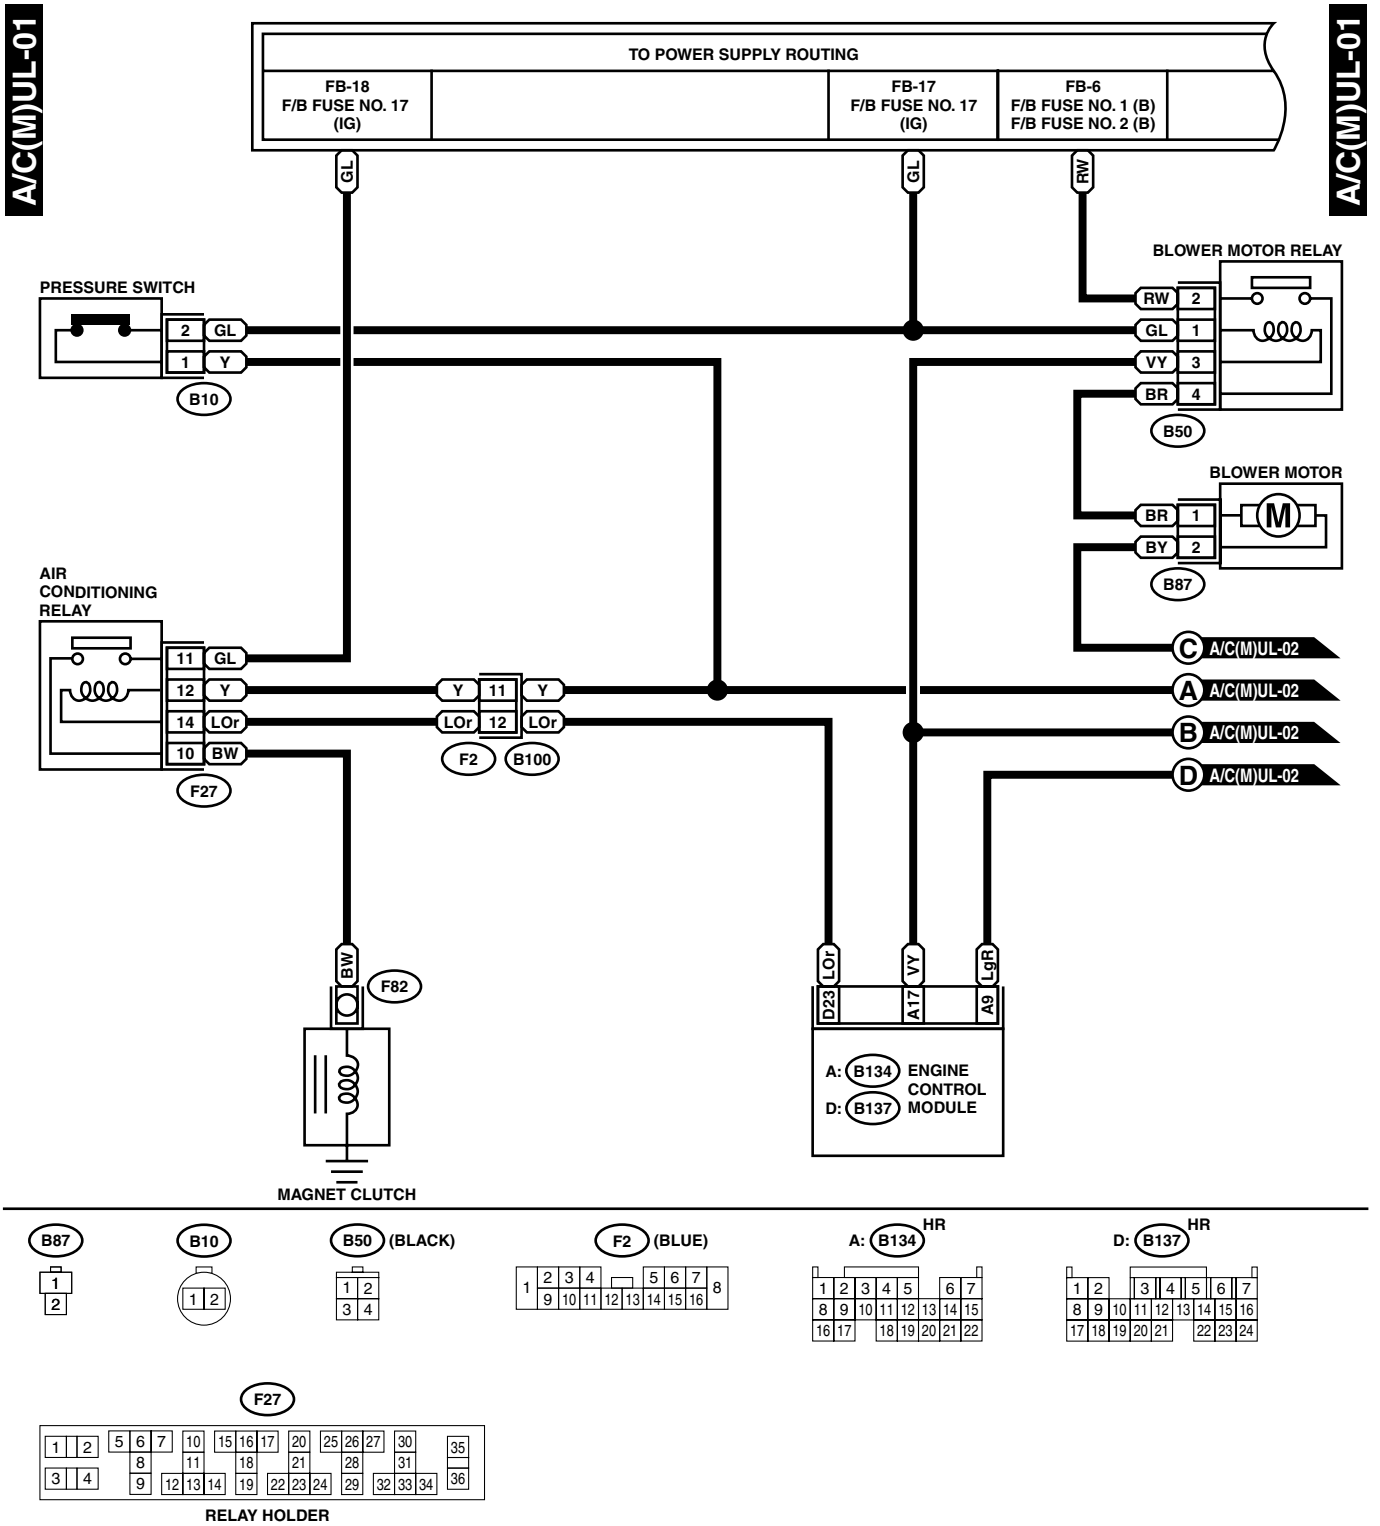 A/C(M)UL-01
A/C(M)UL-01
TO POWER SUPPLY ROUTING
FB-18
F/B FUSE NO. 17
(IG)
FB-17
F/B FUSE NO. 17
(IG)
FB-6
F/B FUSE NO. 1 (B)
F/B FUSE NO. 2 (B)
GL
GL
RW
PRESSURE SWITCH
2 GL
1 Y
B10
BLOWER MOTOR RELAY
RW 2
GL 1
VY 3
BR 4
B50
BLOWER MOTOR
BR 1
BY 2
M
B87
AIR
CONDITIONING
RELAY
11 GL
12 Y
14 LOr
10 BW
F27
Y 11 Y
LOr 12 LOr
F2 B100
C A/C(M)UL-02
A A/C(M)UL-02
B A/C(M)UL-02
D A/C(M)UL-02
BW
F82
MAGNET CLUTCH
LOr VY LgR
D23 A17 A9
A: B134 ENGINE
CONTROL
D: B137 MODULE
B87
1
2
B10
1 2
B50 (BLACK)
1 2
3 4
F2 (BLUE)
1 2 3 4 5 6 7 8
9 10 11 12 13 14 15 16
A: B134 HR
1 2 3 4 5 6 7
8 9 10 11 12 13 14 15
16 17 18 19 20 21 22
D: B137 HR
1 2 3 4 5 6 7
8 9 10 11 12 13 14 15 16
17 18 19 20 21 22 23 24
F27
1 2 5 6 7 10 15 16 17 20 25 26 27 30 35
8 11 18 21 28 31
3 4 9 12 13 14 19 22 23 24 29 32 33 34 36
RELAY HOLDER